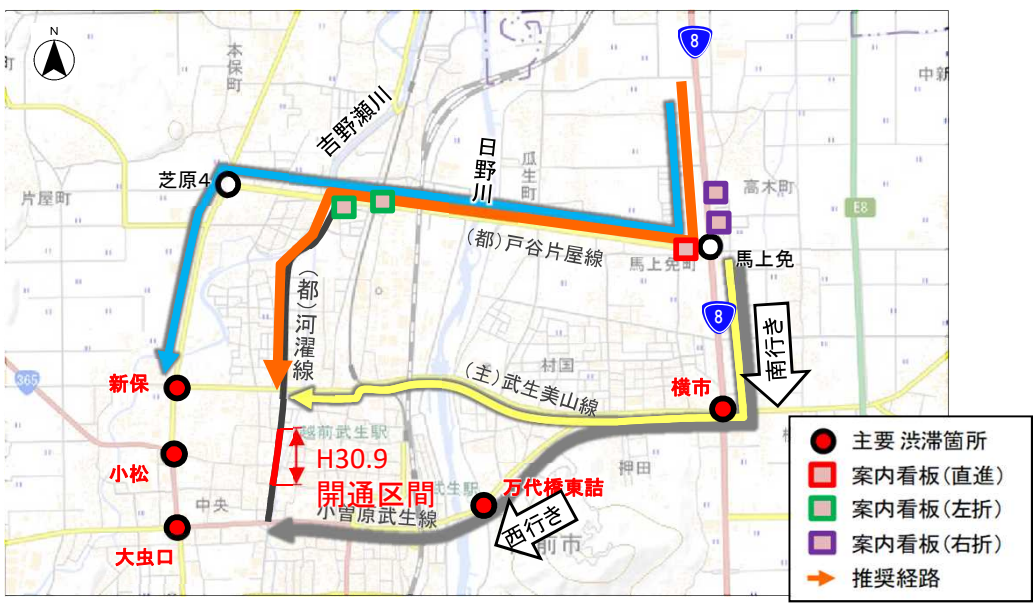 N
8
本保町
吉野瀬川
日野川
瓜生町
中新
芝原4
片屋町
高木町
E8
(都)戸谷片屋線
馬上免町
馬上免
(都)河濯線
8
南行き
365
新保
村国
(主)武生美山線
横市
越前武生駅
小松
H30.9
開通区間
武生駅
万代橋東詰
押田
中央
小曽原武生線
西行き
前市
大虫口
主要渋滞箇所
案内看板(直進)
案内看板(左折)
案内看板(右折)
推奨経路